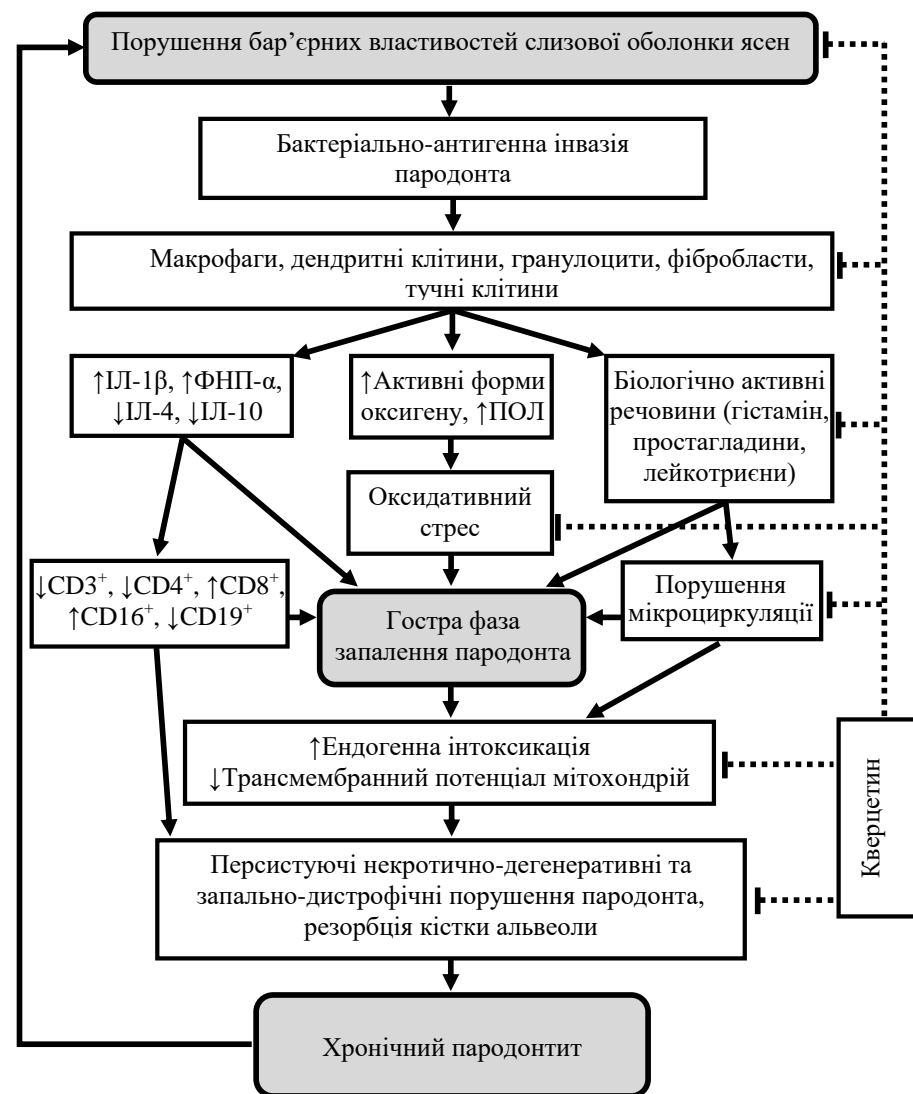 Порушення бар’єрних властивостей слизової оболонки ясен
Бактеріально-антигенна інвазія
пародонта
Макрофаги, дендритні клітини, гранулоцити, фібробласти,
тучні клітини
↑ІЛ-1β, ↑ФНП-α,
↓ІЛ-4, ↓ІЛ-10
↑Активні форми
оксигену, ↑ПОЛ
Біологічно активні
речовини (гістамін,
простагладини,
лейкотриєни)
Оксидативний
стрес
↓CD3⁺, ↓CD4⁺, ↑CD8⁺,
↑CD16⁺, ↓CD19⁺
Гостра фаза
запалення пародонта
Порушення
мікроциркуляції
↑Ендогенна інтоксикація
↓Трансмембранний потенціал мітохондрій
Кверцетин
Персистуючі некротично-дегенеративні та
запально-дистрофічні порушення пародонта,
резорбція кістки альвеоли
Хронічний пародонтит